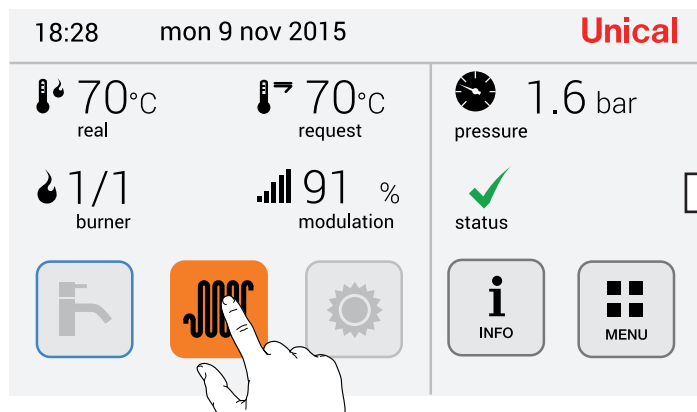 18:28 mon 9 nov 2015 Unical
70°C 70°C 1.6 bar
real request pressure
1/1 91 %
burner modulation status
INFO MENU